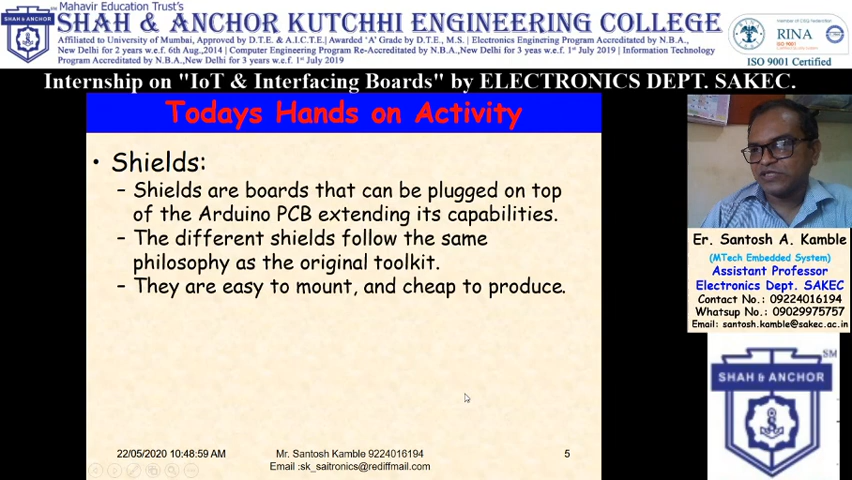 Mahavir Education Trust's
SHAH & ANCHOR KUTCHHI ENGINEERING COLLEGE
Affiliated to University of Mumbai, Approved by D.T.E. & A.I.C.T.E.| Awarded 'A' Grade by D.T.E., M.S. | Electronics Engineering Program Accredited by N.B.A.,
New Delhi for 2 years w.e.f. 6th Aug.,2014 | Computer Engineering Program Re-Accredited by N.B.A.,New Delhi for 3 yeas w.e.f. 1st July 2019 | Information Technology
Program Accredited by N.B.A.,New Delhi for 3 years w.e.f. 1st July 2019
RINA
ISO 9001
ISO 9001 Certified
Internship on "IoT & Interfacing Boards" by ELECTRONICS DEPT. SAKEC.
Todays Hands on Activity
• Shields:
– Shields are boards that can be plugged on top
of the Arduino PCB extending its capabilities.
– The different shields follow the same
philosophy as the original toolkit.
– They are easy to mount, and cheap to produce.
22/05/2020 10:48:59 AM
Mr. Santosh Kamble 9224016194
Email :sk_saitronics@rediffmail.com
5
Er. Santosh A. Kamble
(MTech Embedded System)
Assistant Professor
Electronics Dept. SAKEC
Contact No.: 09224016194
Whatsup No.: 09029975757
Email: santosh.kamble@sakec.ac.in
SM
SHAH & ANCHOR